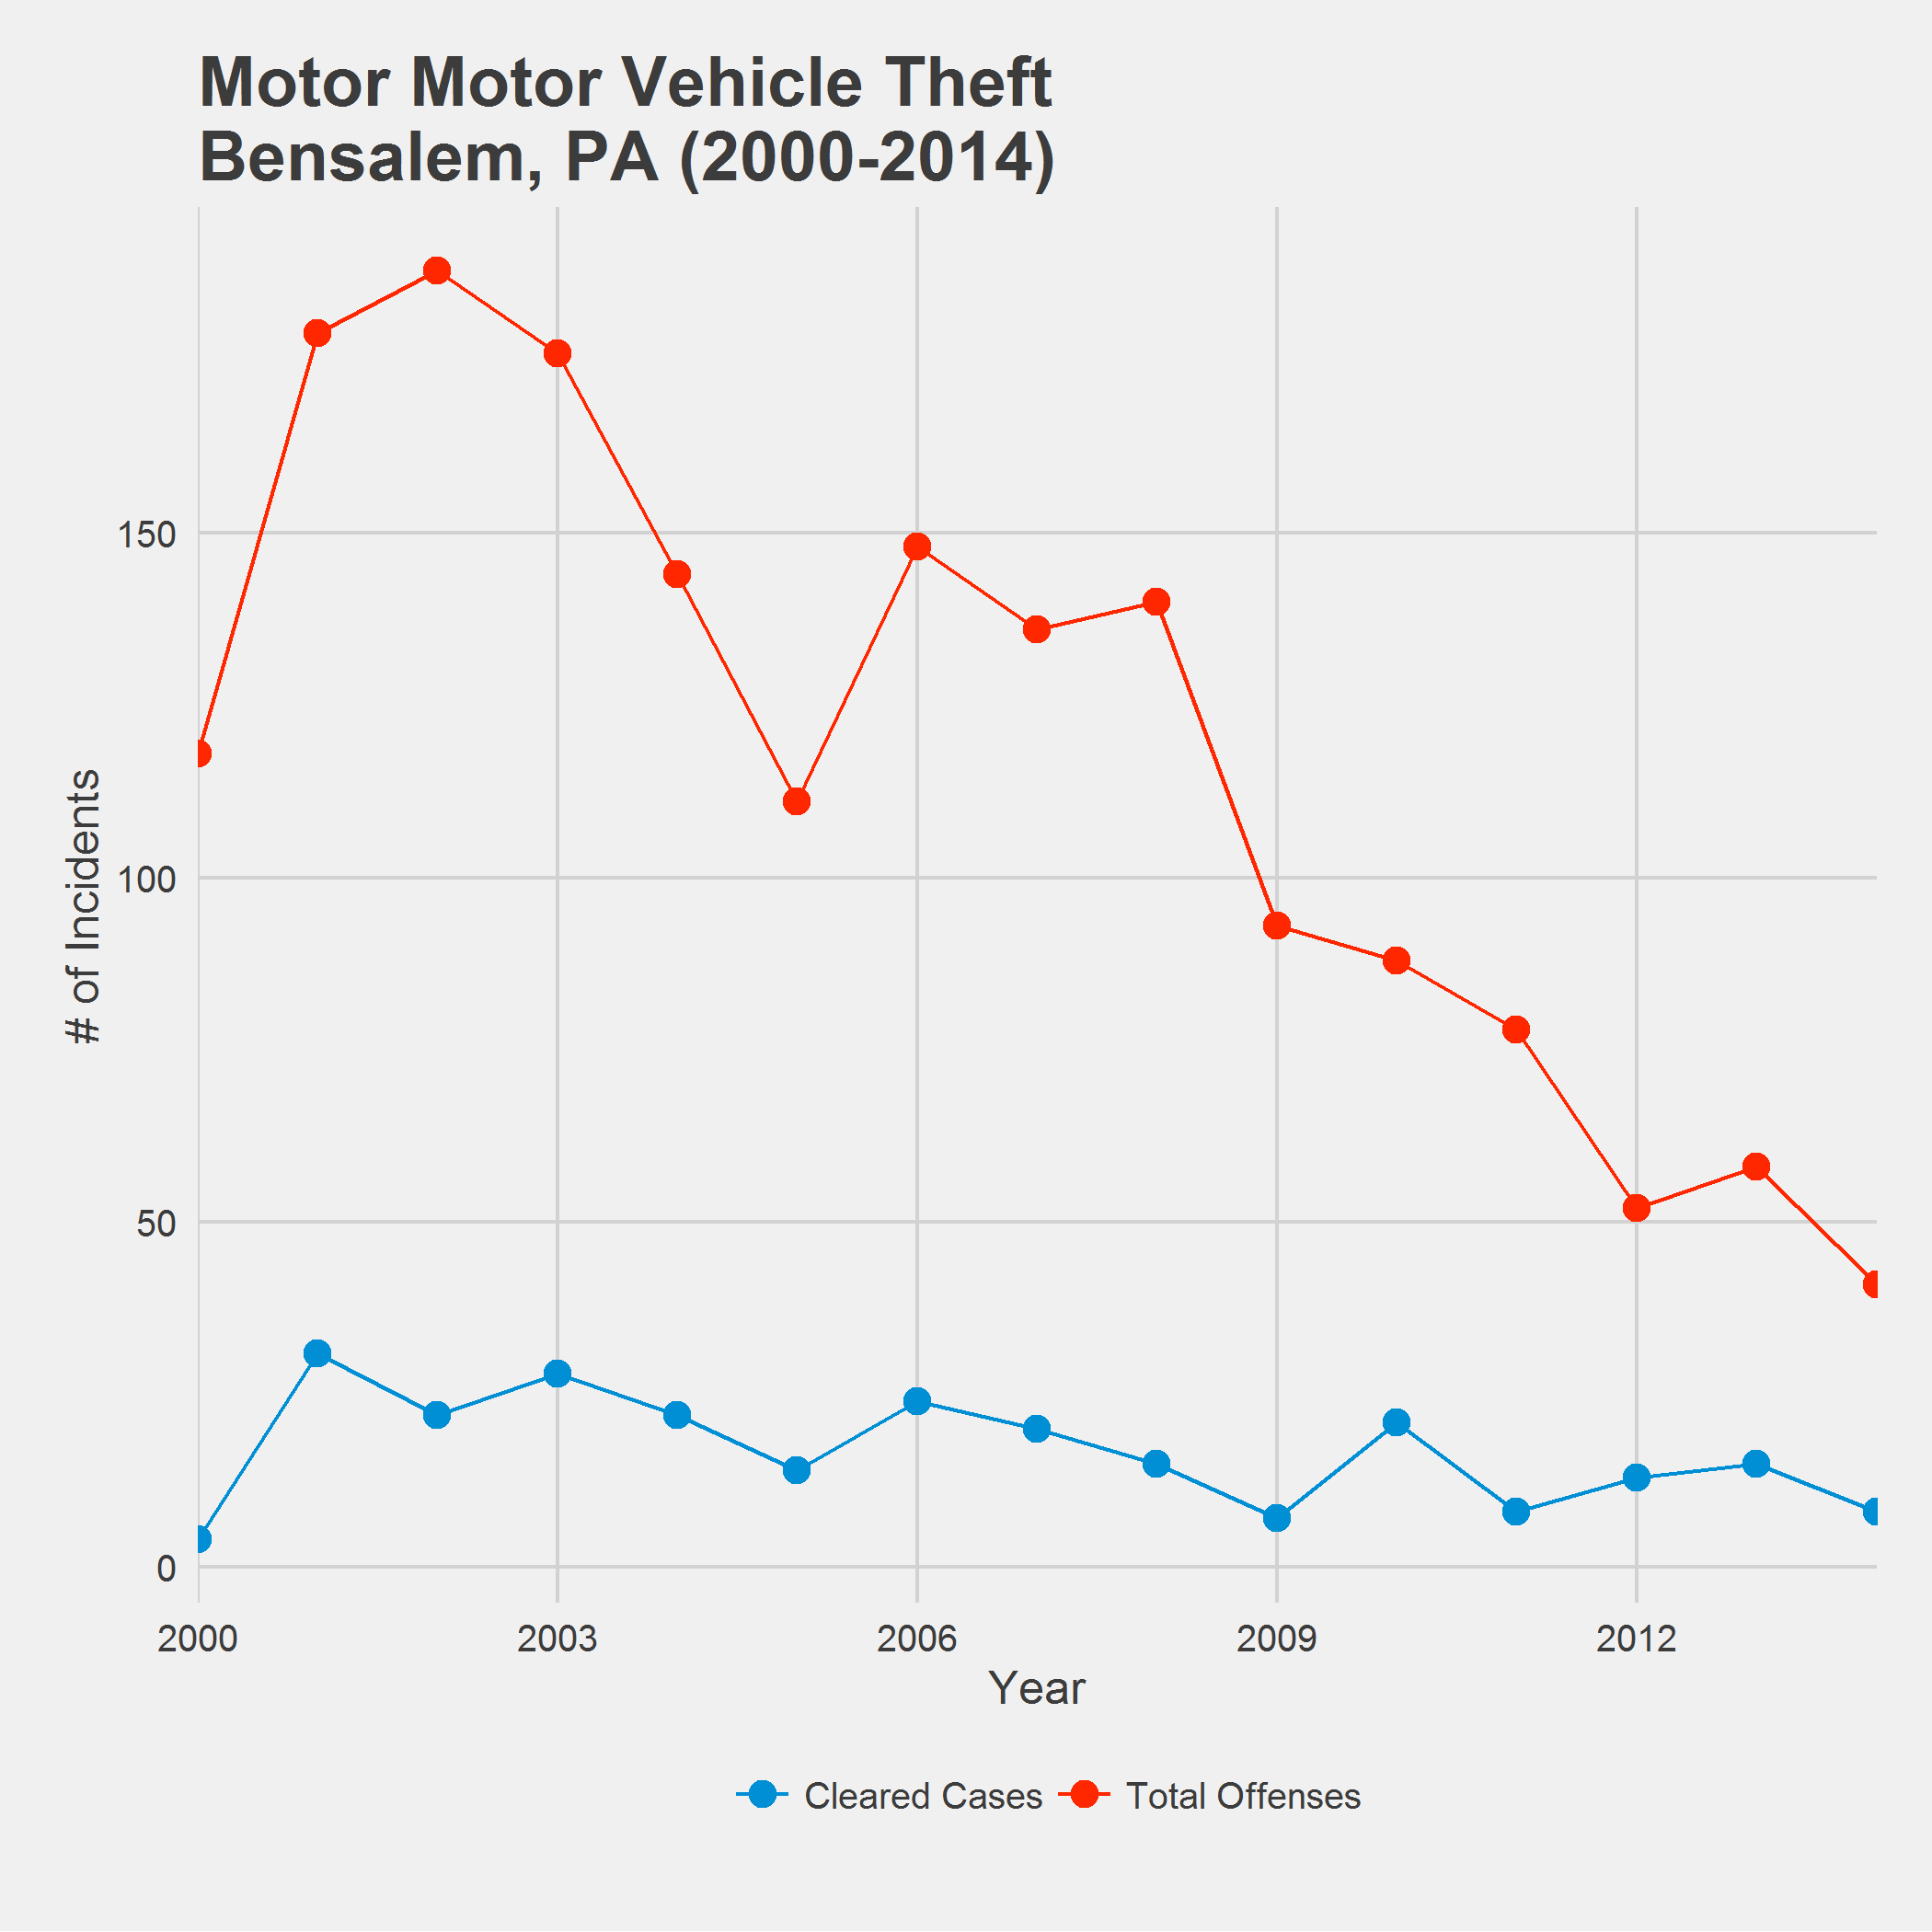 Motor Motor Vehicle Theft
Bensalem, PA (2000-2014)
# of Incidents
150
100
50
0
2000 2003 2006 2009 2012
Year
Cleared Cases Total Offenses